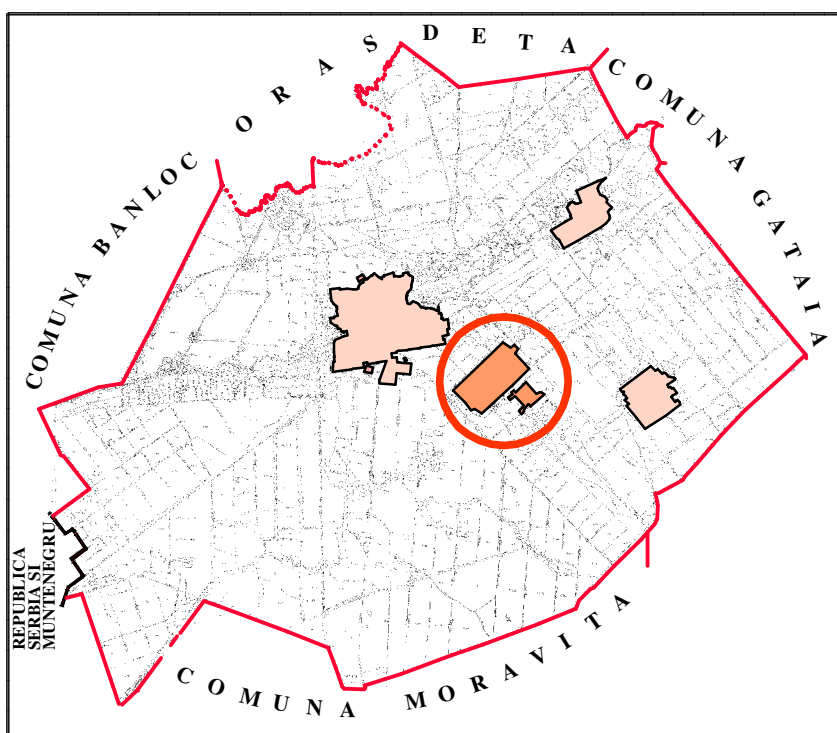 ORAS DETA
COMUNA GATAIA
COMUNA BANLOC
REPUBLICA
SERBIA SI
MUNTENEGRU
COMUNA MORAVITA